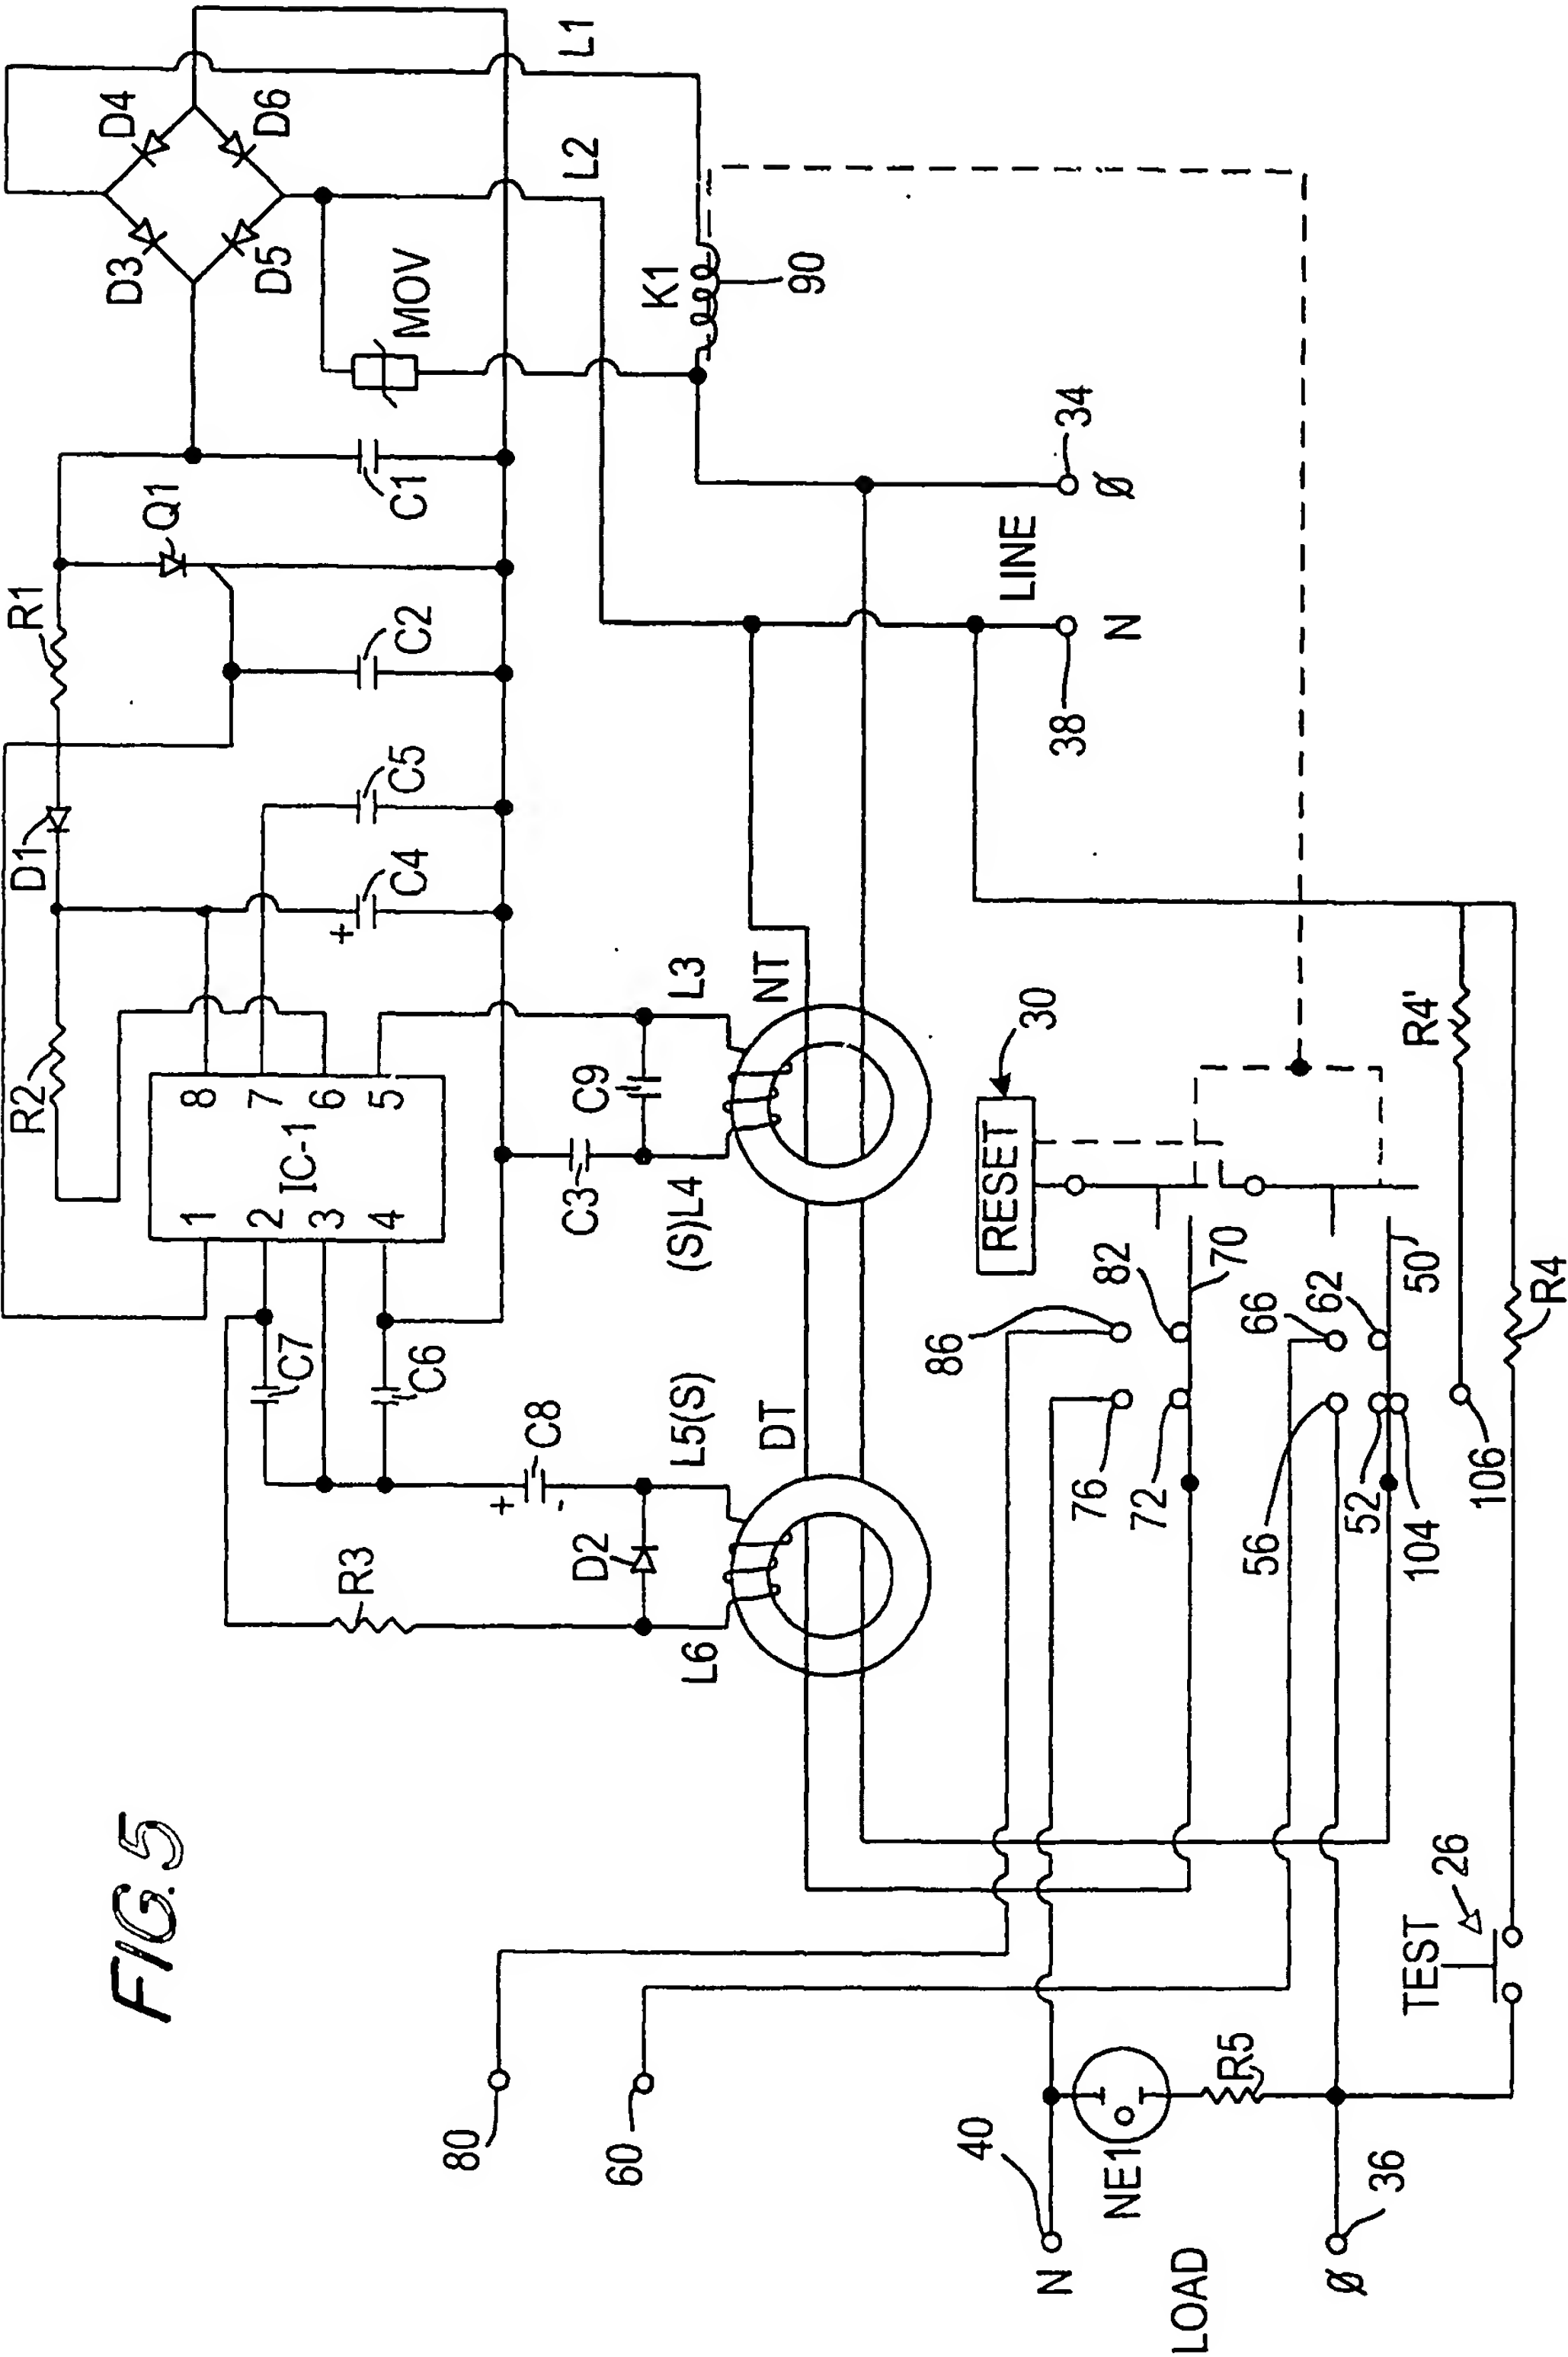 FIG. 5
L1
D4
D6
L2
D3
D5
MOV
K1
90
34
Ø
LINE
N
38
C1
Q1
R1
C2
C5
D1
C4
+
R2
8
7
6
5
IC-1
1
2
3
4
L3
NT
C9
C3
(S)L4
30
RESET
R4'
C7
C6
C8
+
-
L5(S)
DT
D2
R3
L6
82
70
86
66
62
50
R4
76
72
56
52
104
106
26
TEST
80
60
40
N
NE1
R5
36
Ø
LOAD